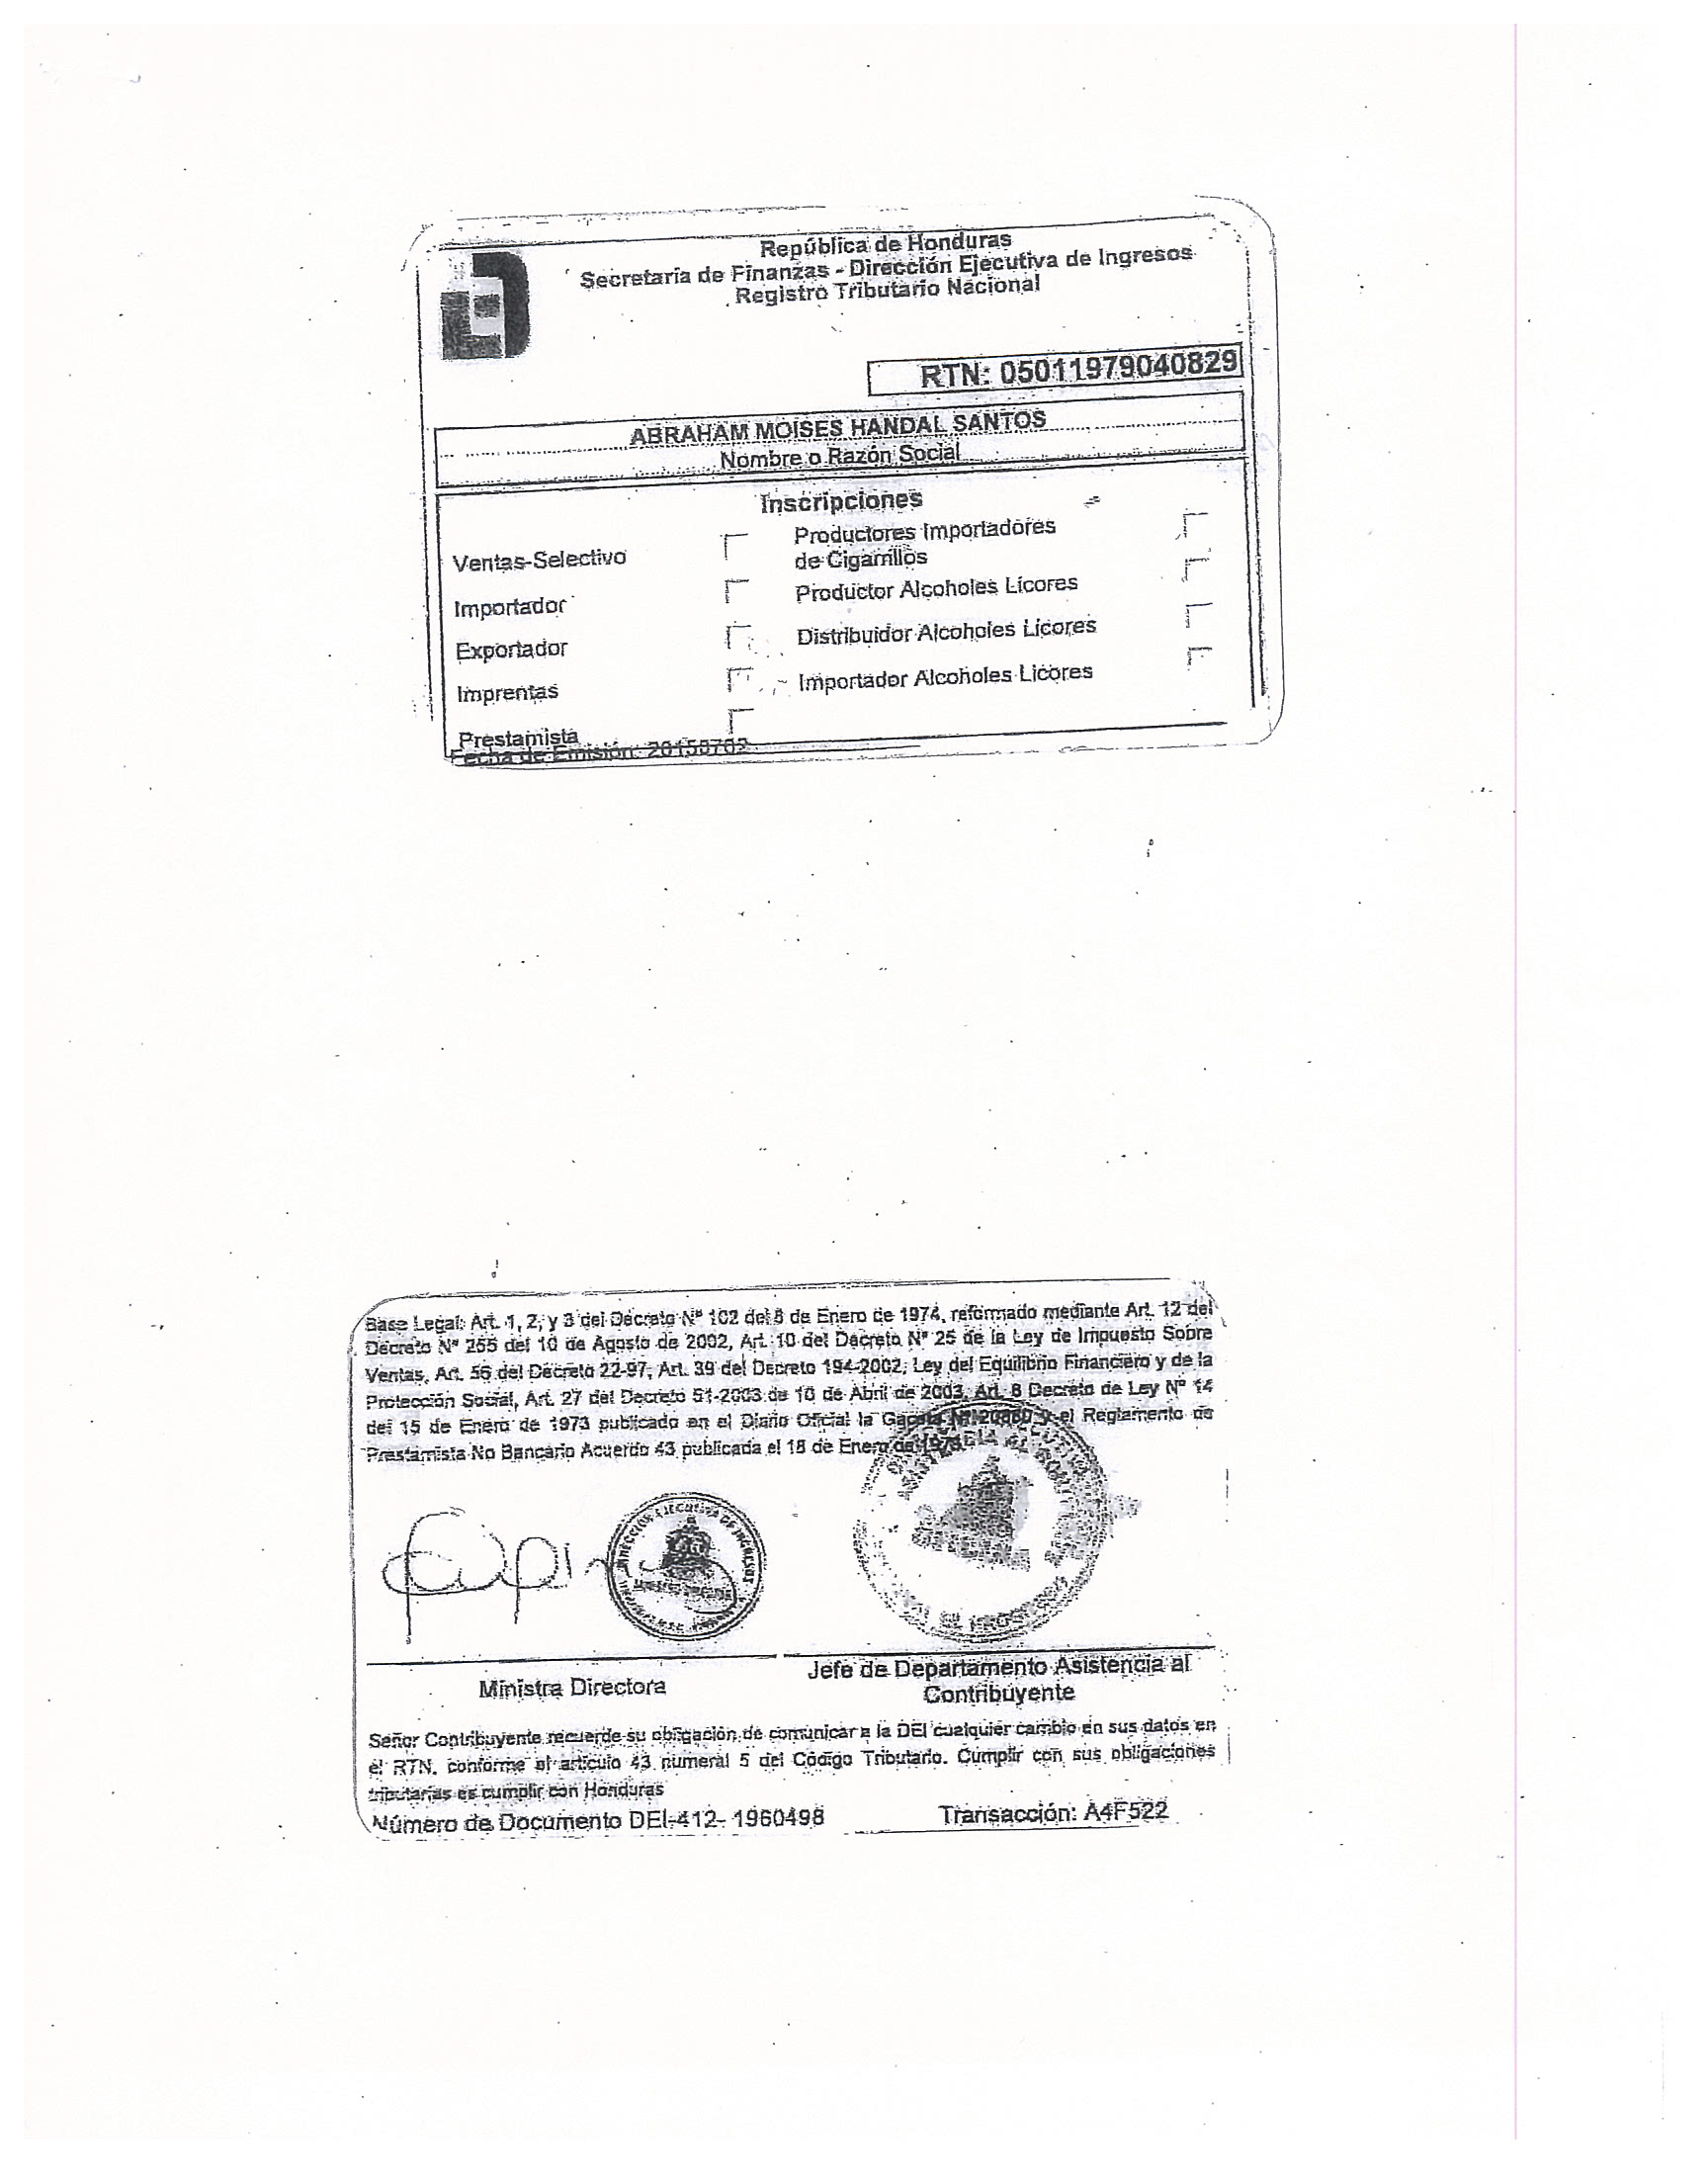 República de Honduras
Secretaría de Finanzas - Dirección Ejecutiva de Ingresos
Registro Tributario Nacional
RTN: 05011979040829
ABRAHAM MOISES HANDAL SANTOS
Nombre o Razón Social
Inscripciones
Ventas-Selectivo
Productores Importadores
de Cigarrillos
Importador
Productor Alcoholes Licores
Exportador
Distribuidor Alcoholes Licores
Imprentas
Importador Alcoholes Licores
Prestamista
Fecha de Emisión: 20150702
Base Legal: Art. 1, 2, y 3 del Decreto Nº 102 del 8 de Enero de 1974, reformado mediante Art. 12 del
Decreto Nº 255 del 10 de Agosto de 2002, Art. 10 del Decreto Nº 25 de la Ley de Impuesto Sobre
Ventas, Art. 56 del Decreto 22-97, Art. 39 del Decreto 194-2002, Ley del Equilibrio Financiero y de la
Protección Social, Art. 27 del Decreto 51-2003 de 10 de Abril de 2003, Art. 8 Decreto de Ley Nº 14
del 15 de Enero de 1973 publicado en el Diario Oficial la Gaceta y el Reglamento de
Prestamista No Bancario Acuerdo 43 publicada el 18 de Enero de
DIRECCION EJECUTIVA DE INGRESOS
Ministra Directora
Jefe de Departamento Asistencia al
Contribuyente
Señor Contribuyente recuerde su obligación de comunicar a la DEI cualquier cambio en sus datos en
el RTN, conforme al artículo 43 numeral 5 del Código Tributario. Cumplir con sus obligaciones
tributarias es cumplir con Honduras
Número de Documento DEI-412- 1960498
Transacción: A4F522